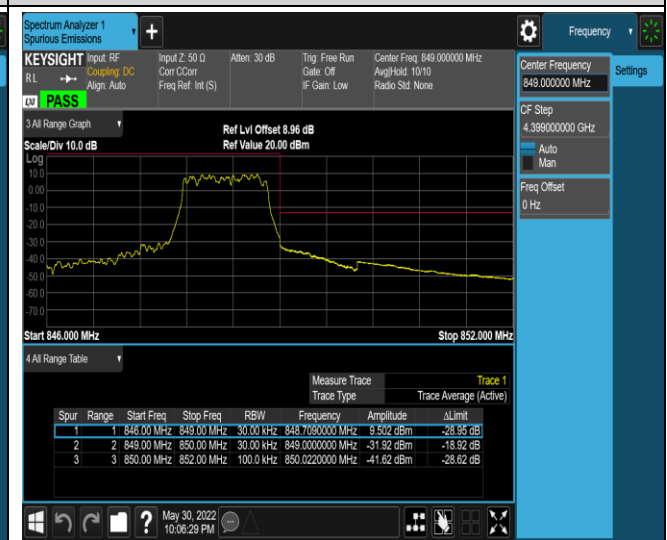 Spectrum Analyzer 1
Spurious Emissions
+
Frequency
KEYSIGHT
R L
LXI
PASS
Input: RF
Coupling: DC
Align: Auto
Input Z: 50 Ω
Corr CCorr
Freq Ref: Int (S)
Atten: 30 dB
Trig: Free Run
Gate: Off
IF Gain: Low
Center Freq: 849.000000 MHz
Avg|Hold: 10/10
Radio Std: None
Center Frequency
849.000000 MHz
Settings
CF Step
4.399000000 GHz
Auto
Man
Freq Offset
0 Hz
3 All Range Graph
Scale/Div 10.0 dB
Ref Lvl Offset 8.96 dB
Ref Value 20.00 dBm
Log
10.0
0.00
-10.0
-20.0
-30.0
-40.0
-50.0
-60.0
-70.0
Start 846.000 MHz
Stop 852.000 MHz
4 All Range Table
Measure Trace Trace 1
Trace Type Trace Average (Active)
Spur Range Start Freq Stop Freq RBW Frequency Amplitude ΔLimit
1 1 846.00 MHz 849.00 MHz 30.00 kHz 848.7090000 MHz 9.502 dBm -28.95 dB
2 2 849.00 MHz 850.00 MHz 30.00 kHz 849.0000000 MHz -31.92 dBm -18.92 dB
3 3 850.00 MHz 852.00 MHz 100.0 kHz 850.0220000 MHz -41.62 dBm -28.62 dB
?
May 30, 2022
10:06:29 PM